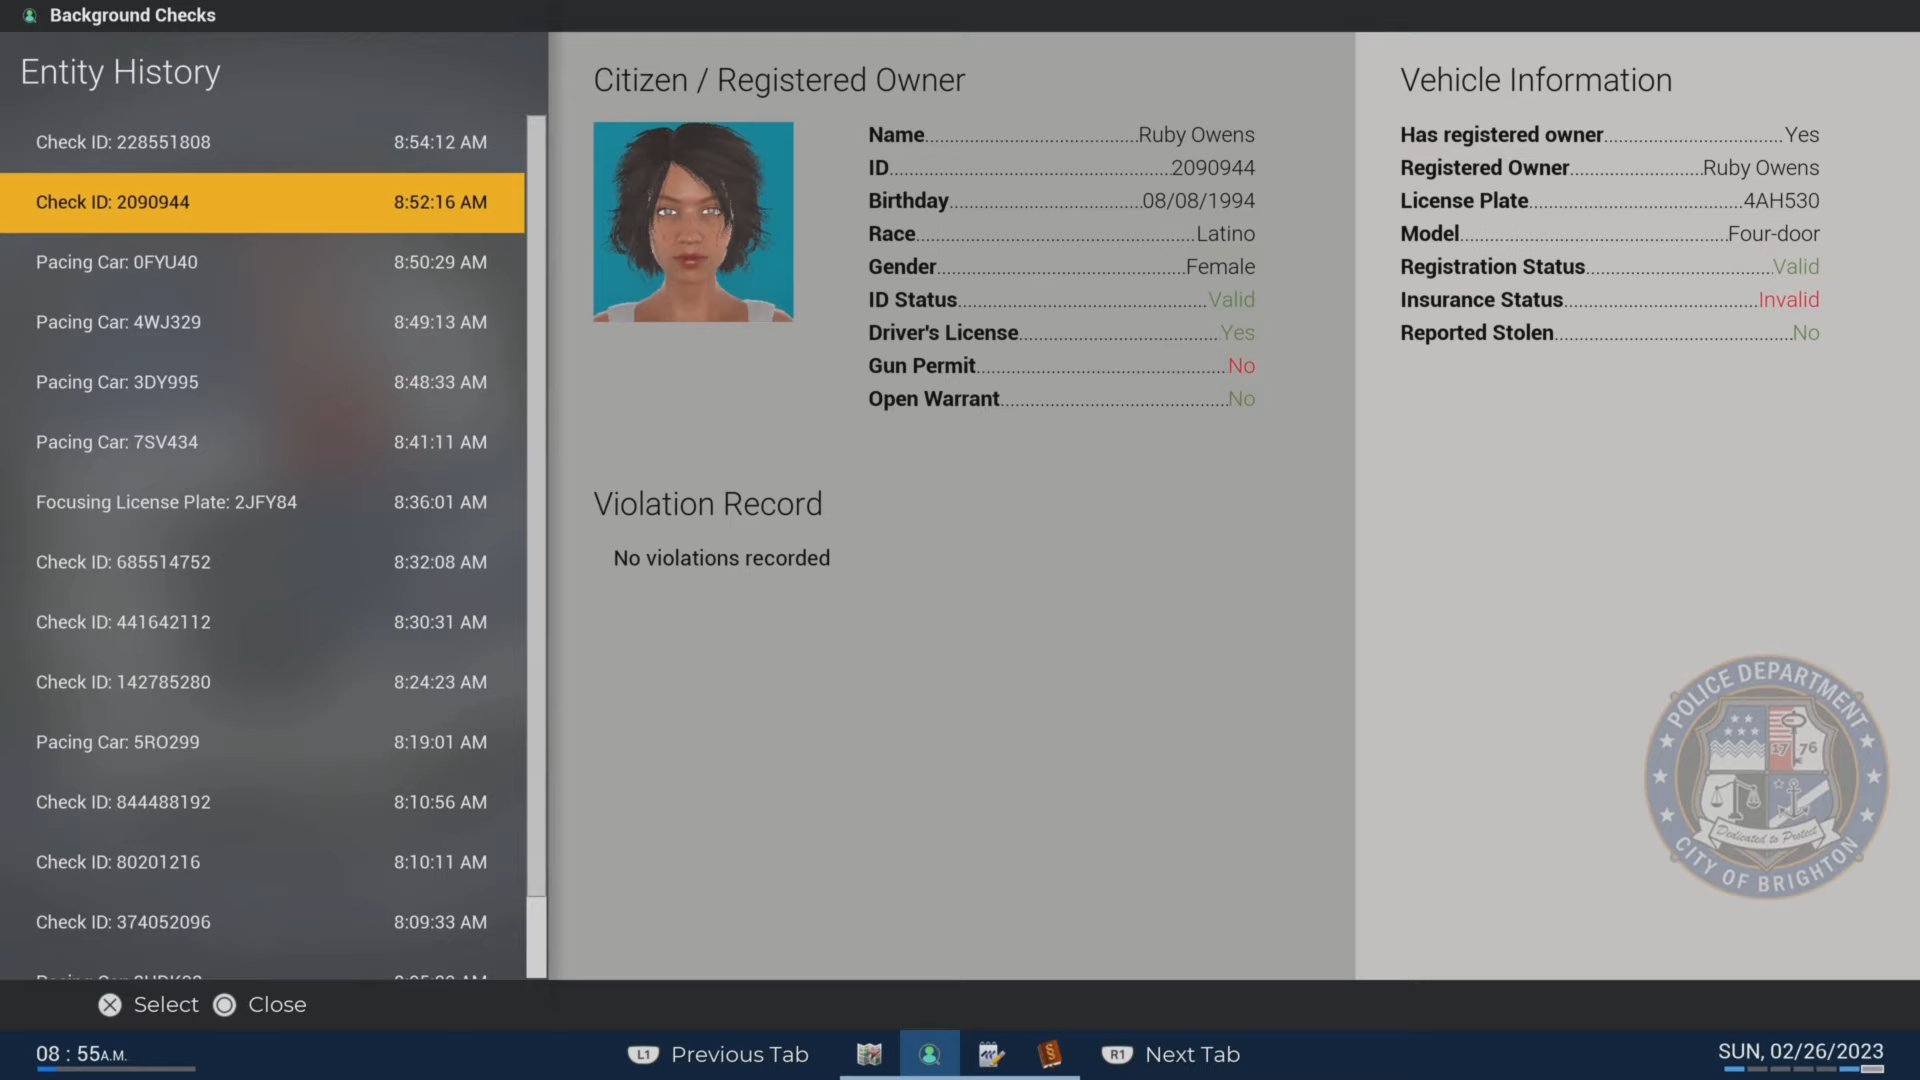 Background Checks
Entity History
Check ID: 228551808 8:54:12 AM
Check ID: 2090944 8:52:16 AM
Pacing Car: 0FYU40 8:50:29 AM
Pacing Car: 4WJ329 8:49:13 AM
Pacing Car: 3DY995 8:48:33 AM
Pacing Car: 7SV434 8:41:11 AM
Focusing License Plate: 2JFY84 8:36:01 AM
Check ID: 685514752 8:32:08 AM
Check ID: 441642112 8:30:31 AM
Check ID: 142785280 8:24:23 AM
Pacing Car: 5RO299 8:19:01 AM
Check ID: 844488192 8:10:56 AM
Check ID: 80201216 8:10:11 AM
Check ID: 374052096 8:09:33 AM
Citizen / Registered Owner
Name Ruby Owens
ID 2090944
Birthday 08/08/1994
Race Latino
Gender Female
ID Status Valid
Driver's License Yes
Gun Permit No
Open Warrant No
Violation Record
No violations recorded
Vehicle Information
Has registered owner Yes
Registered Owner Ruby Owens
License Plate 4AH530
Model Four-door
Registration Status Valid
Insurance Status Invalid
Reported Stolen No
POLICE DEPARTMENT
17 76
Dedicated to Protect
CITY OF BRIGHTON
Select Close
08 : 55 A.M.
L1 Previous Tab
R1 Next Tab
SUN, 02/26/2023